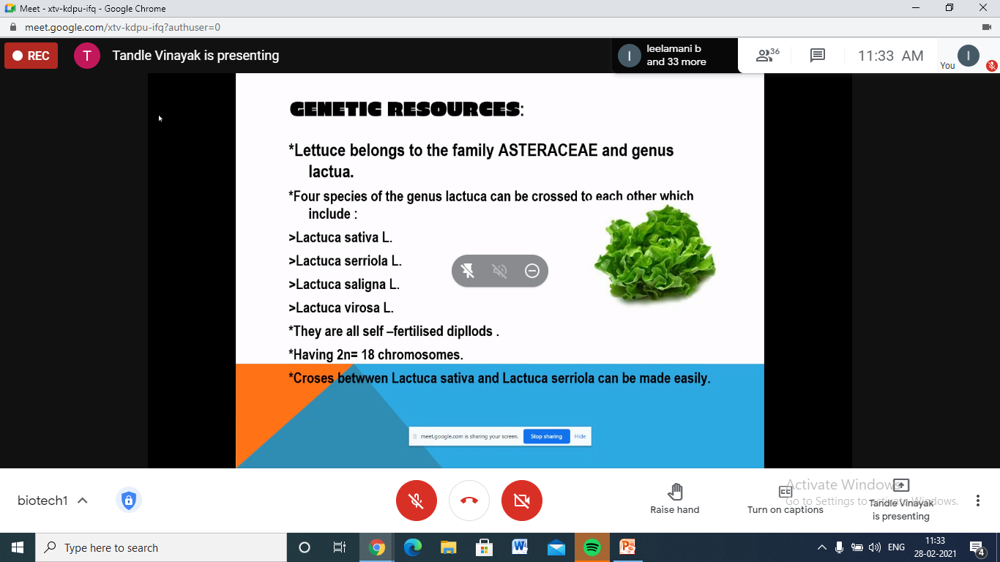 Meet - xtv-kdpu-ifq - Google Chrome
meet.google.com/xtv-kdpu-ifq?authuser=0
REC
T
Tandle Vinayak is presenting
I
leelamani b
and 33 more
36
11:33 AM
You
I
GENETIC RESOURCES:
*Lettuce belongs to the family ASTERACEAE and genus
lactua.
*Four species of the genus lactuca can be crossed to each other which
include :
>Lactuca sativa L.
>Lactuca serriola L.
>Lactuca saligna L.
>Lactuca virosa L.
*They are all self –fertilised dipllods .
*Having 2n= 18 chromosomes.
*Croses betwwen Lactuca sativa and Lactuca serriola can be made easily.
meet.google.com is sharing your screen.
Stop sharing
Hide
biotech1
Raise hand
Turn on captions
Tandle Vinayak
is presenting
Activate Windows
Go to Settings to activate Windows.
Type here to search
ENG
11:33
28-02-2021
4